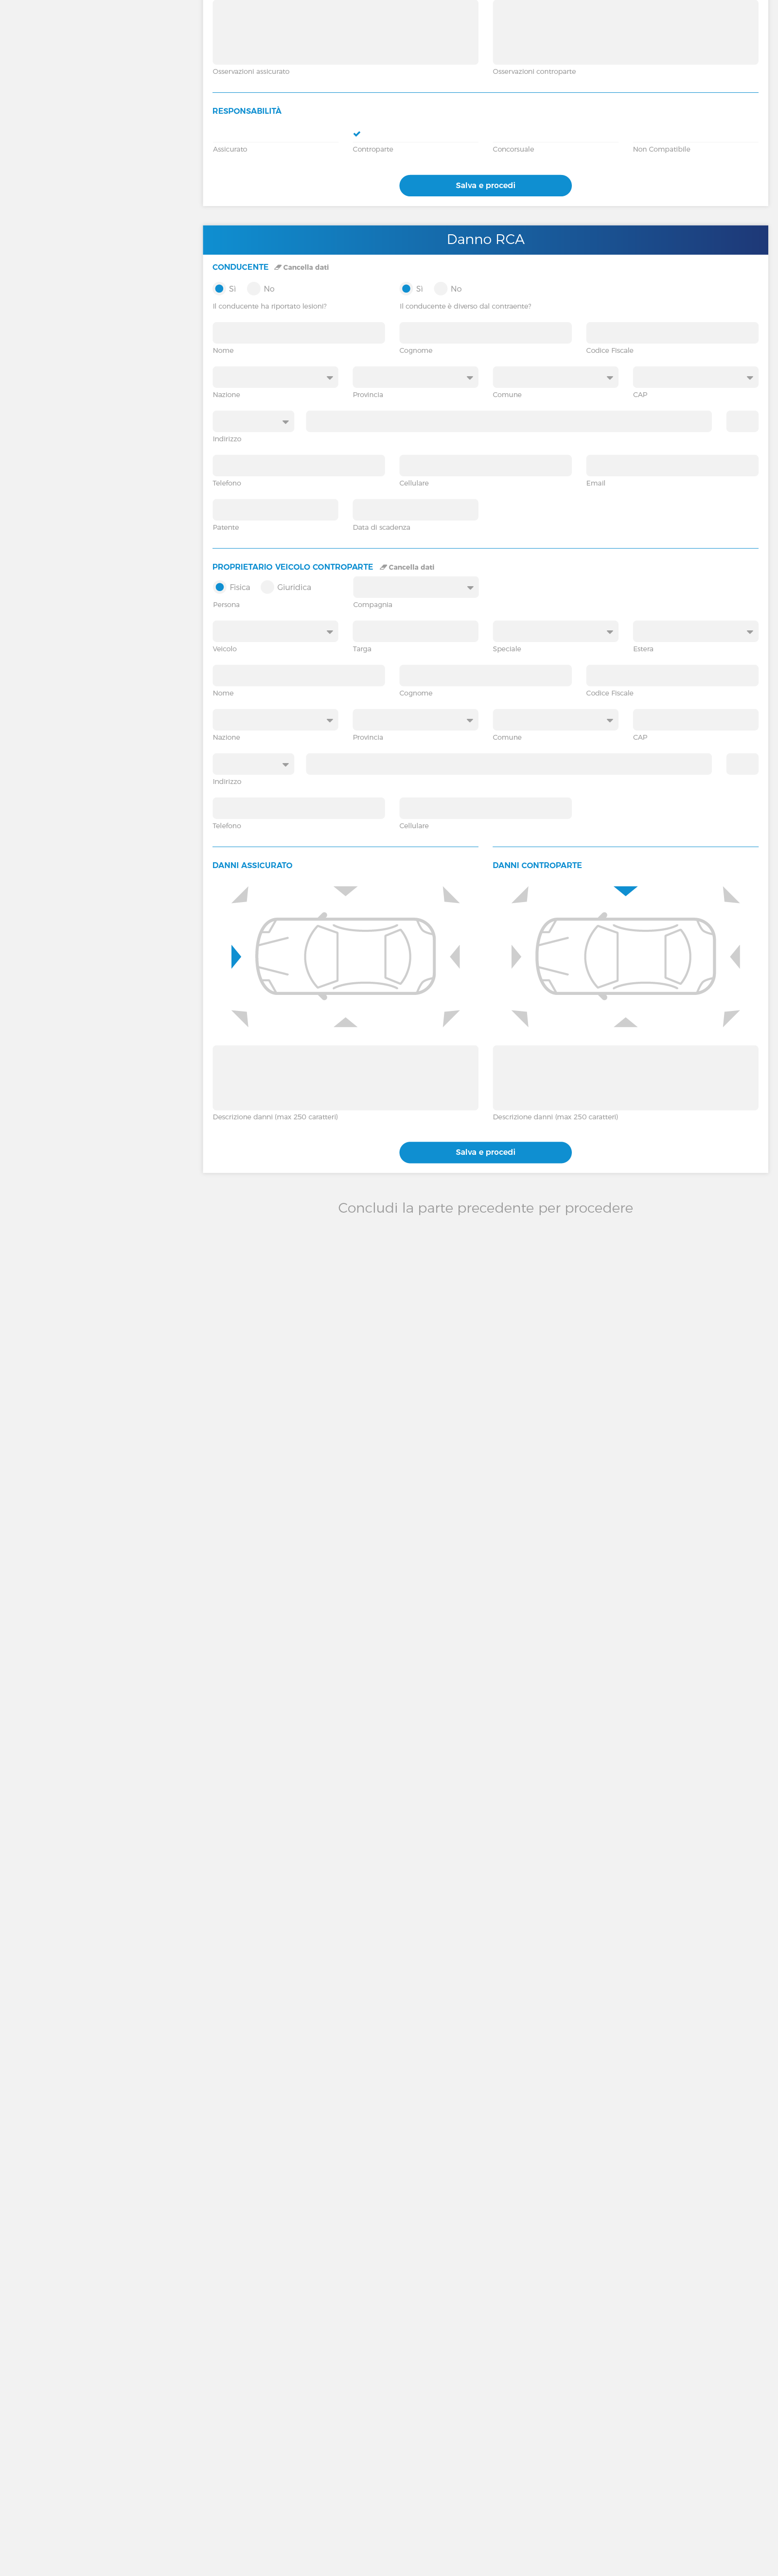 Osservazioni assicurato Osservazioni controparte
RESPONSABILITÀ
Assicurato Controparte Concorsuale Non Compatibile
Salva e procedi
Danno RCA
CONDUCENTE Cancella dati
Sì No Sì No
Il conducente ha riportato lesioni? Il conducente è diverso dal contraente?
Nome Cognome Codice Fiscale
Nazione Provincia Comune CAP
Indirizzo
Telefono Cellulare Email
Patente Data di scadenza
PROPRIETARIO VEICOLO CONTROPARTE Cancella dati
Fisica Giuridica
Persona Compagnia
Veicolo Targa Speciale Estera
Nome Cognome Codice Fiscale
Nazione Provincia Comune CAP
Indirizzo
Telefono Cellulare
DANNI ASSICURATO DANNI CONTROPARTE
Descrizione danni (max 250 caratteri) Descrizione danni (max 250 caratteri)
Salva e procedi
Concludi la parte precedente per procedere